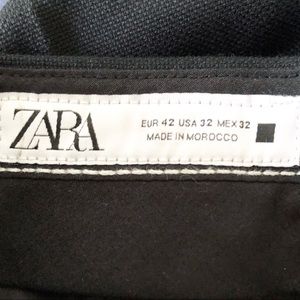 ZARA
EUR 42 USA 32 MEX 32
MADE IN MOROCCO